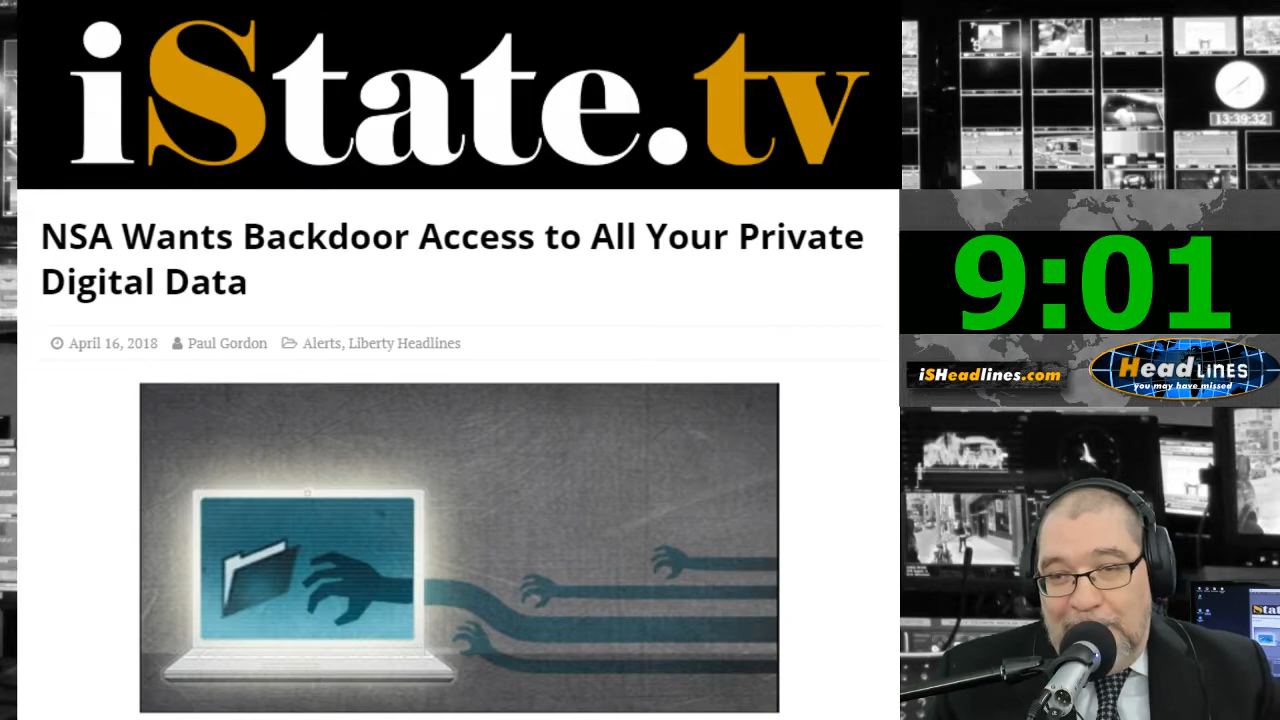 iState.tv
13:39:32
NSA Wants Backdoor Access to All Your Private
Digital Data
9:01
April 16, 2018 Paul Gordon Alerts, Liberty Headlines
iSHeadlines.com
HeadLINES
you may have missed